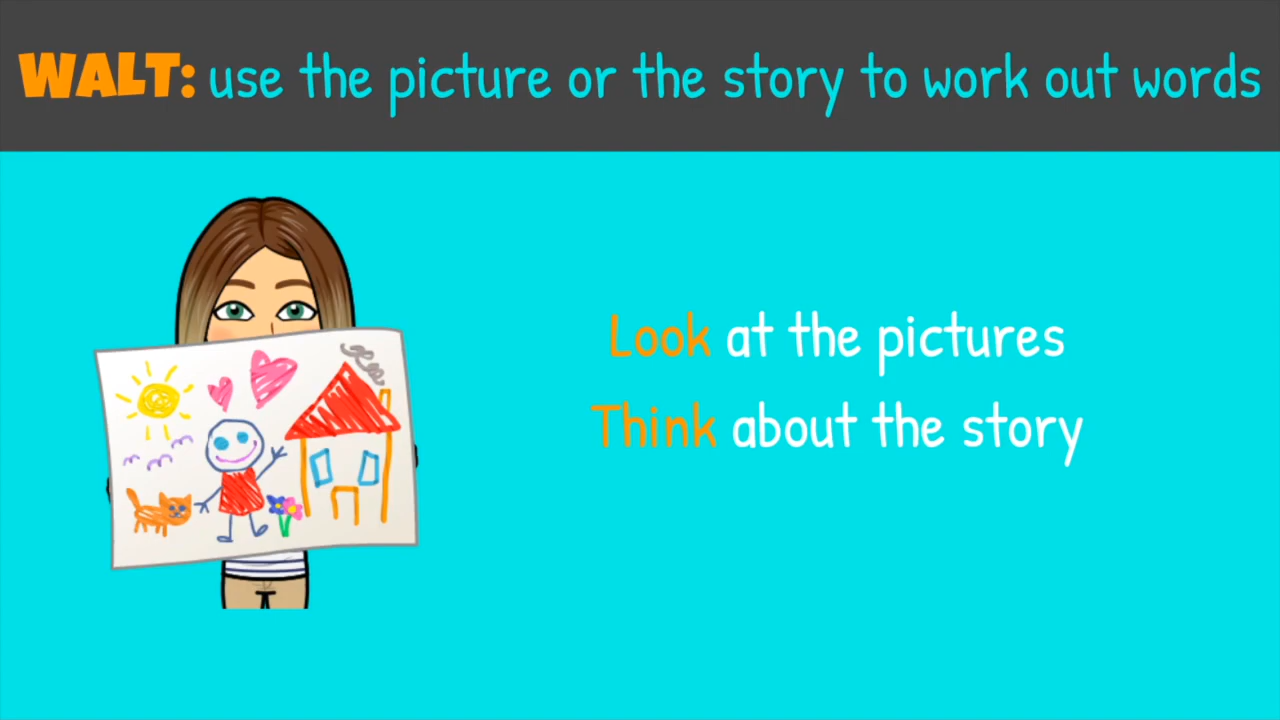 WALT: use the picture or the story to work out words
Look at the pictures
Think about the story